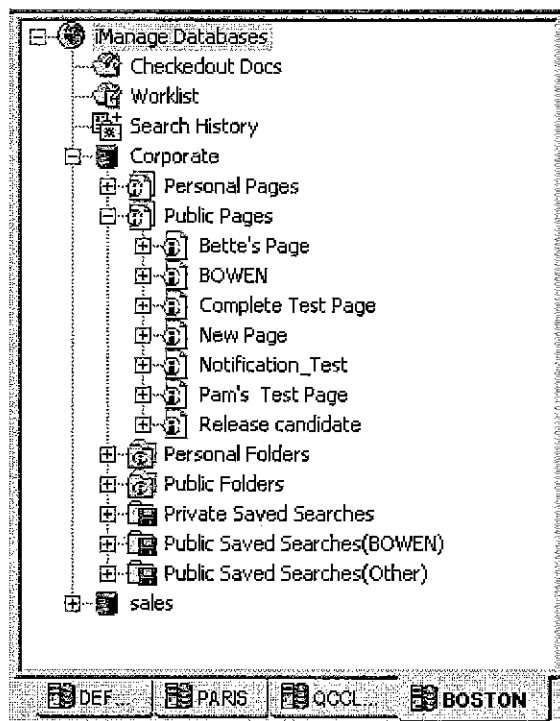 iManage Databases
Checkedout Docs
Worklist
Search History
Corporate
Personal Pages
Public Pages
Bette's Page
BOWEN
Complete Test Page
New Page
Notification_Test
Pam's Test Page
Release candidate
Personal Folders
Public Folders
Private Saved Searches
Public Saved Searches(BOWEN)
Public Saved Searches(Other)
sales
DEF... PARIS QCCL... BOSTON